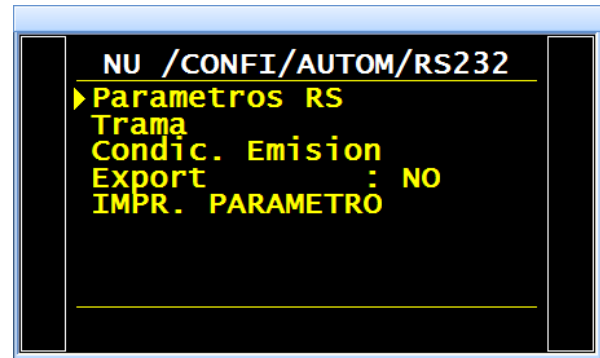 NU /CONFI/AUTOM/RS232
Parametros RS
Trama
Condic. Emision
Export : NO
IMPR. PARAMETRO